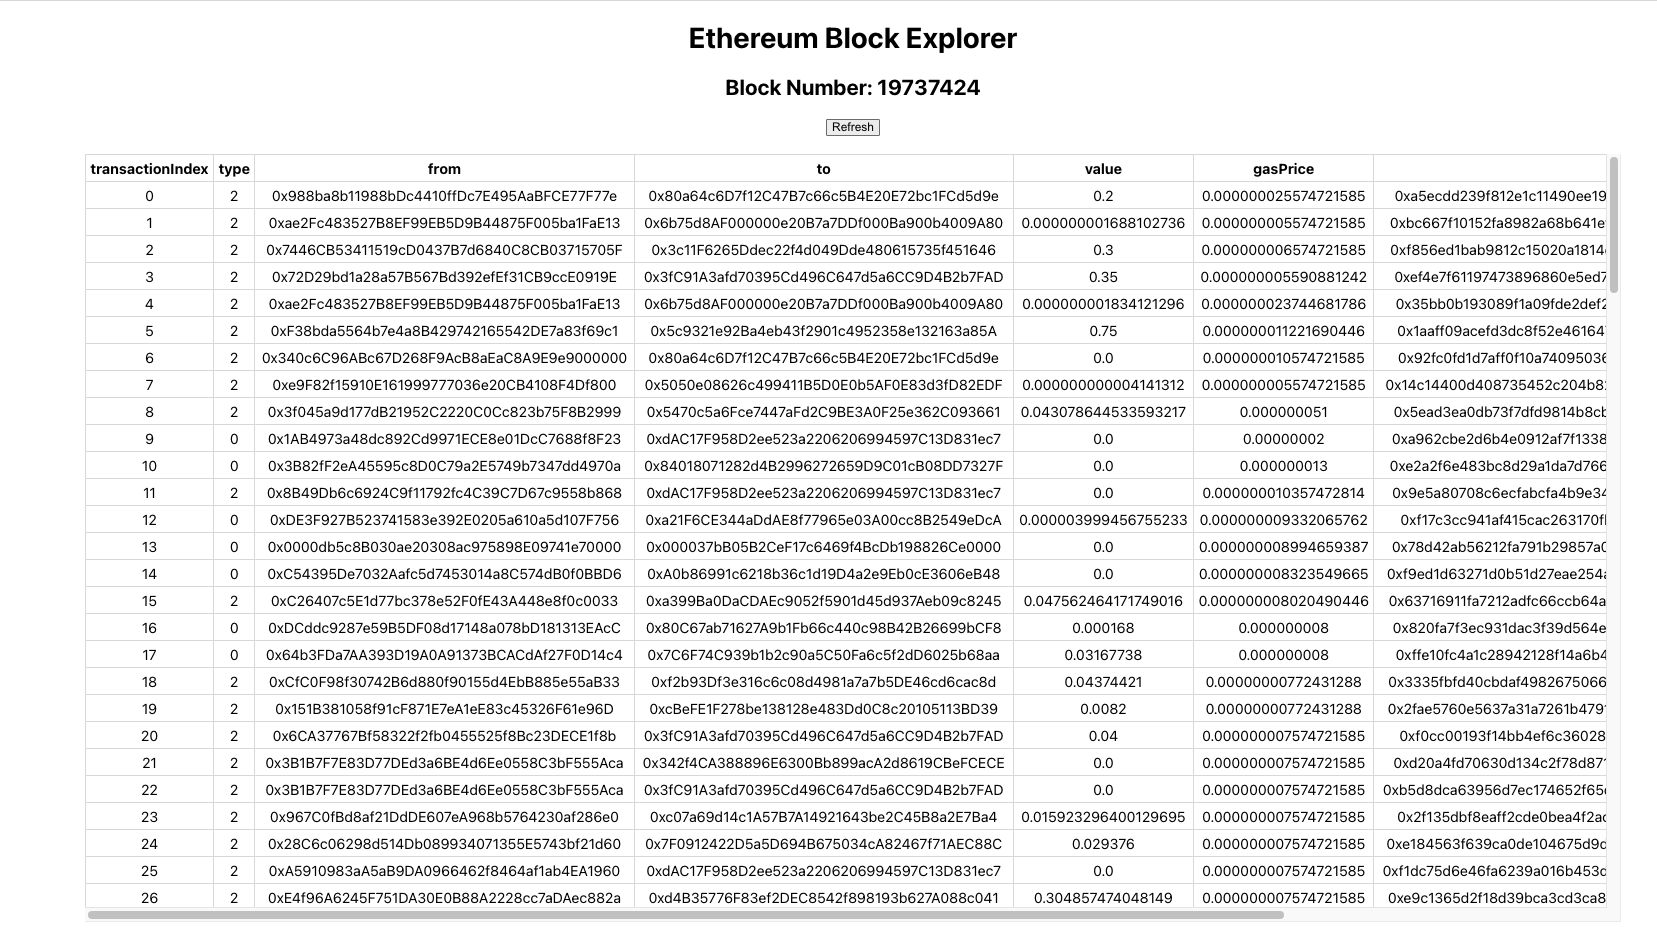 Ethereum Block Explorer
Block Number: 19737424
Refresh
transactionIndex type from to value gasPrice
0 2 0x988ba8b11988bDc4410ffDc7E495AaBFCE77F77e 0x80a64c6D7f12C47B7c66c5B4E20E72bc1FCd5d9e 0.2 0.000000025574721585 0xa5ecdd239f812e1c11490ee19
1 2 0xae2Fc483527B8EF99EB5D9B44875F005ba1FaE13 0x6b75d8AF000000e20B7a7DDf000Ba900b4009A80 0.000000001688102736 0.000000005574721585 0xbc667f10152fa8982a68b641e
2 2 0x7446CB53411519cD0437B7d6840C8CB03715705F 0x3c11F6265Ddec22f4d049Dde480615735f451646 0.3 0.000000006574721585 0xf856ed1bab9812c15020a1814
3 2 0x72D29bd1a28a57B567Bd392efEf31CB9ccE0919E 0x3fC91A3afd70395Cd496C647d5a6CC9D4B2b7FAD 0.35 0.000000005590881242 0xef4e7f61197473896860e5ed7
4 2 0xae2Fc483527B8EF99EB5D9B44875F005ba1FaE13 0x6b75d8AF000000e20B7a7DDf000Ba900b4009A80 0.000000001834121296 0.000000023744681786 0x35bb0b193089f1a09fde2def2
5 2 0xF38bda5564b7e4a8B429742165542DE7a83f69c1 0x5c9321e92Ba4eb43f2901c4952358e132163a85A 0.75 0.000000011221690446 0x1aaff09acefd3dc8f52e46164
6 2 0x340c6C96ABc67D268F9AcB8aEaC8A9E9e9000000 0x80a64c6D7f12C47B7c66c5B4E20E72bc1FCd5d9e 0.0 0.000000010574721585 0x92fc0fd1d7aff0f10a74095036
7 2 0xe9F82f15910E161999777036e20CB4108F4Df800 0x5050e08626c499411B5D0E0b5AF0E83d3fD82EDF 0.000000000004141312 0.000000005574721585 0x14c14400d408735452c204b8
8 2 0x3f045a9d177dB21952C2220C0Cc823b75F8B2999 0x5470c5a6Fce7447aFd2C9BE3A0F25e362C093661 0.043078644533593217 0.000000051 0x5ead3ea0db73f7dfd9814b8cb
9 0 0x1AB4973a48dc892Cd9971ECE8e01DcC7688f8F23 0xdAC17F958D2ee523a2206206994597C13D831ec7 0.0 0.00000002 0xa962cbe2d6b4e0912af7f1338
10 0 0x3B82fF2eA45595c8D0C79a2E5749b7347dd4970a 0x84018071282d4B2996272659D9C01cB08DD7327F 0.0 0.000000013 0xe2a2f6e483bc8d29a1da7d766
11 2 0x8B49Db6c6924C9f11792fc4C39C7D67c9558b868 0xdAC17F958D2ee523a2206206994597C13D831ec7 0.0 0.000000010357472814 0x9e5a80708c6ecfabcfa4b9e34
12 0 0xDE3F927B523741583e392E0205a610a5d107F756 0xa21F6CE344aDdAE8f77965e03A00cc8B2549eDcA 0.000003999456755233 0.000000009332065762 0xf17c3cc941af415cac263170f
13 0 0x0000db5c8B030ae20308ac975898E09741e70000 0x000037bB05B2CeF17c6469f4BcDb198826Ce0000 0.0 0.000000008994659387 0x78d42ab56212fa791b29857a0
14 0 0xC54395De7032Aafc5d7453014a8C574dB0f0BBD6 0xA0b86991c6218b36c1d19D4a2e9Eb0cE3606eB48 0.0 0.000000008323549665 0xf9ed1d63271d0b51d27eae254
15 2 0xC26407c5E1d77bc378e52F0fE43A448e8f0c0033 0xa399Ba0DaCDAEc9052f5901d45d937Aeb09c8245 0.047562464171749016 0.000000008020490446 0x63716911fa7212adfc66ccb64a
16 0 0xDCddc9287e59B5DF08d17148a078bD181313EAcC 0x80C67ab71627A9b1Fb66c440c98B42B26699bCF8 0.000168 0.000000008 0x820fa7f3ec931dac3f39d564e
17 0 0x64b3FDa7AA393D19A0A91373BCACdAf27F0D14c4 0x7C6F74C939b1b2c90a5C50Fa6c5f2dD6025b68aa 0.03167738 0.000000008 0xffe10fc4a1c28942128f14a6b4
18 2 0xCfC0F98f30742B6d880f90155d4EbB885e55aB33 0xf2b93Df3e316c6c08d4981a7a7b5DE46cd6cac8d 0.04374421 0.00000000772431288 0x3335fbfd40cbdaf4982675066
19 2 0x151B381058f91cF871E7eA1eE83c45326F61e96D 0xcBeFE1F278be138128e483Dd0C8c20105113BD39 0.0082 0.00000000772431288 0x2fae5760e5637a31a7261b479
20 2 0x6CA37767Bf58322f2fb0455525f8Bc23DECE1f8b 0x3fC91A3afd70395Cd496C647d5a6CC9D4B2b7FAD 0.04 0.000000007574721585 0xf0cc00193f14bb4ef6c36028
21 2 0x3B1B7F7E83D77DEd3a6BE4d6Ee0558C3bF555Aca 0x342f4CA388896E6300Bb899acA2d8619CBeFCECE 0.0 0.000000007574721585 0xd20a4fd70630d134c2f78d87
22 2 0x3B1B7F7E83D77DEd3a6BE4d6Ee0558C3bF555Aca 0x3fC91A3afd70395Cd496C647d5a6CC9D4B2b7FAD 0.0 0.000000007574721585 0xb5d8dca63956d7ec174652f65
23 2 0x967C0fBd8af21DdDE607eA968b5764230af286e0 0xc07a69d14c1A57B7A14921643be2C45B8a2E7Ba4 0.015923296400129695 0.000000007574721585 0x2f135dbf8eaff2cde0bea4f2ac
24 2 0x28C6c06298d514Db089934071355E5743bf21d60 0x7F0912422D5a5D694B675034cA82467f71AEC88C 0.029376 0.000000007574721585 0xe184563f639ca0de104675d9c
25 2 0xA5910983aA5aB9DA0966462f8464af1ab4EA1960 0xdAC17F958D2ee523a2206206994597C13D831ec7 0.0 0.000000007574721585 0xf1dc75d6e46fa6239a016b453
26 2 0xE4f96A6245F751DA30E0B88A2228cc7aDAec882a 0xd4B35776F83ef2DEC8542f898193b627A088c041 0.304857474048149 0.000000007574721585 0xe9c1365d2f18d39bca3cd3ca8